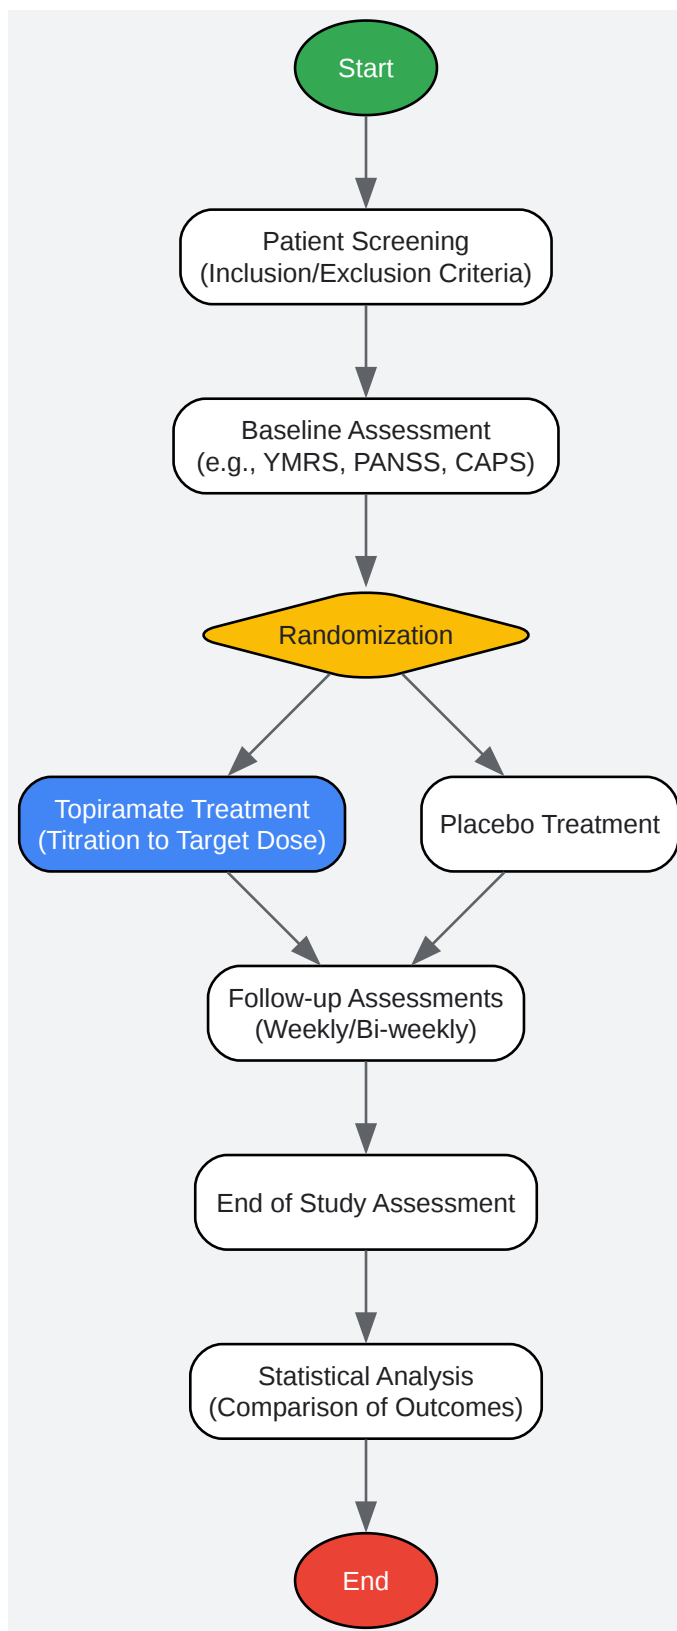 Start
Patient Screening
(Inclusion/Exclusion Criteria)
Baseline Assessment
(e.g., YMRS, PANSS, CAPS)
Randomization
Topiramate Treatment
(Titration to Target Dose)
Placebo Treatment
Follow-up Assessments
(Weekly/Bi-weekly)
End of Study Assessment
Statistical Analysis
(Comparison of Outcomes)
End